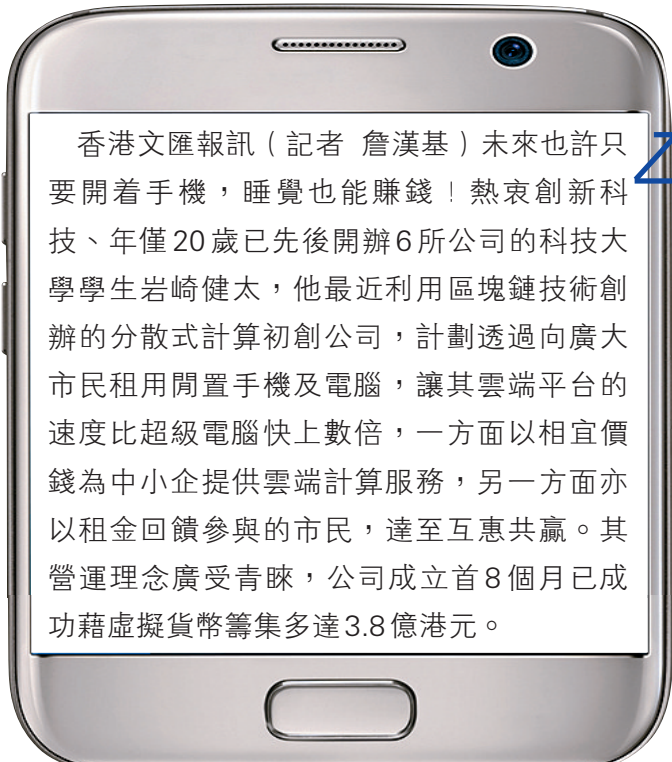 香港文匯報訊（記者 詹漢基）未來也許只
要開着手機，睡覺也能賺錢！熱衷創新科
技、年僅20歲已先後開辦6所公司的科技大
學學生岩崎健太，他最近利用區塊鏈技術創
辦的分散式計算初創公司，計劃透過向廣大
市民租用閒置手機及電腦，讓其雲端平台的
速度比超級電腦快上數倍，一方面以相宜價
錢為中小企提供雲端計算服務，另一方面亦
以租金回饋參與的市民，達至互惠共贏。其
營運理念廣受青睞，公司成立首8個月已成
功藉虛擬貨幣籌集多達3.8億港元。